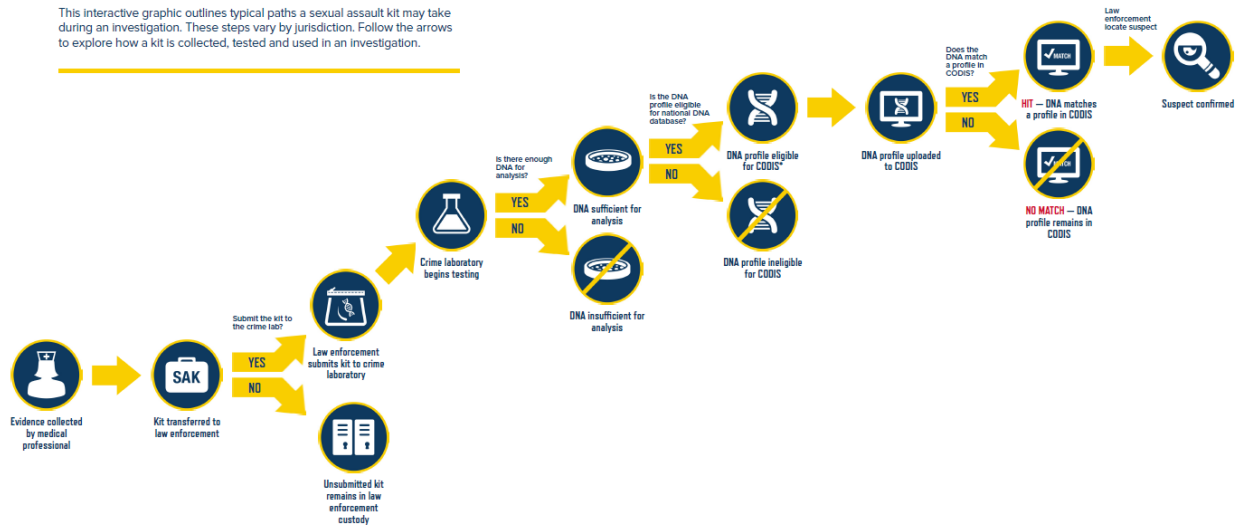 This interactive graphic outlines typical paths a sexual assault kit may take
during an investigation. These steps vary by jurisdiction. Follow the arrows
to explore how a kit is collected, tested and used in an investigation.
Evidence collected
by medical
professional
SAK
Kit transferred to
law enforcement
Submit the kit to
the crime lab?
YES
NO
Law enforcement
submits kit to crime
laboratory
Unsubmitted kit
remains in law
enforcement
custody
Crime laboratory
begins testing
Is there enough
DNA for
analysis?
YES
NO
DNA sufficient for
analysis
DNA insufficient for
analysis
Is the DNA
profile eligible
for national DNA
database?
YES
NO
DNA profile eligible
for CODIS*
DNA profile ineligible
for CODIS
DNA profile uploaded
to CODIS
Does the
DNA match
a profile in
CODIS?
YES
NO
MATCH
HIT — DNA matches
a profile in CODIS
MATCH
NO MATCH — DNA
profile remains in
CODIS
Law
enforcement
locate suspect
Suspect confirmed